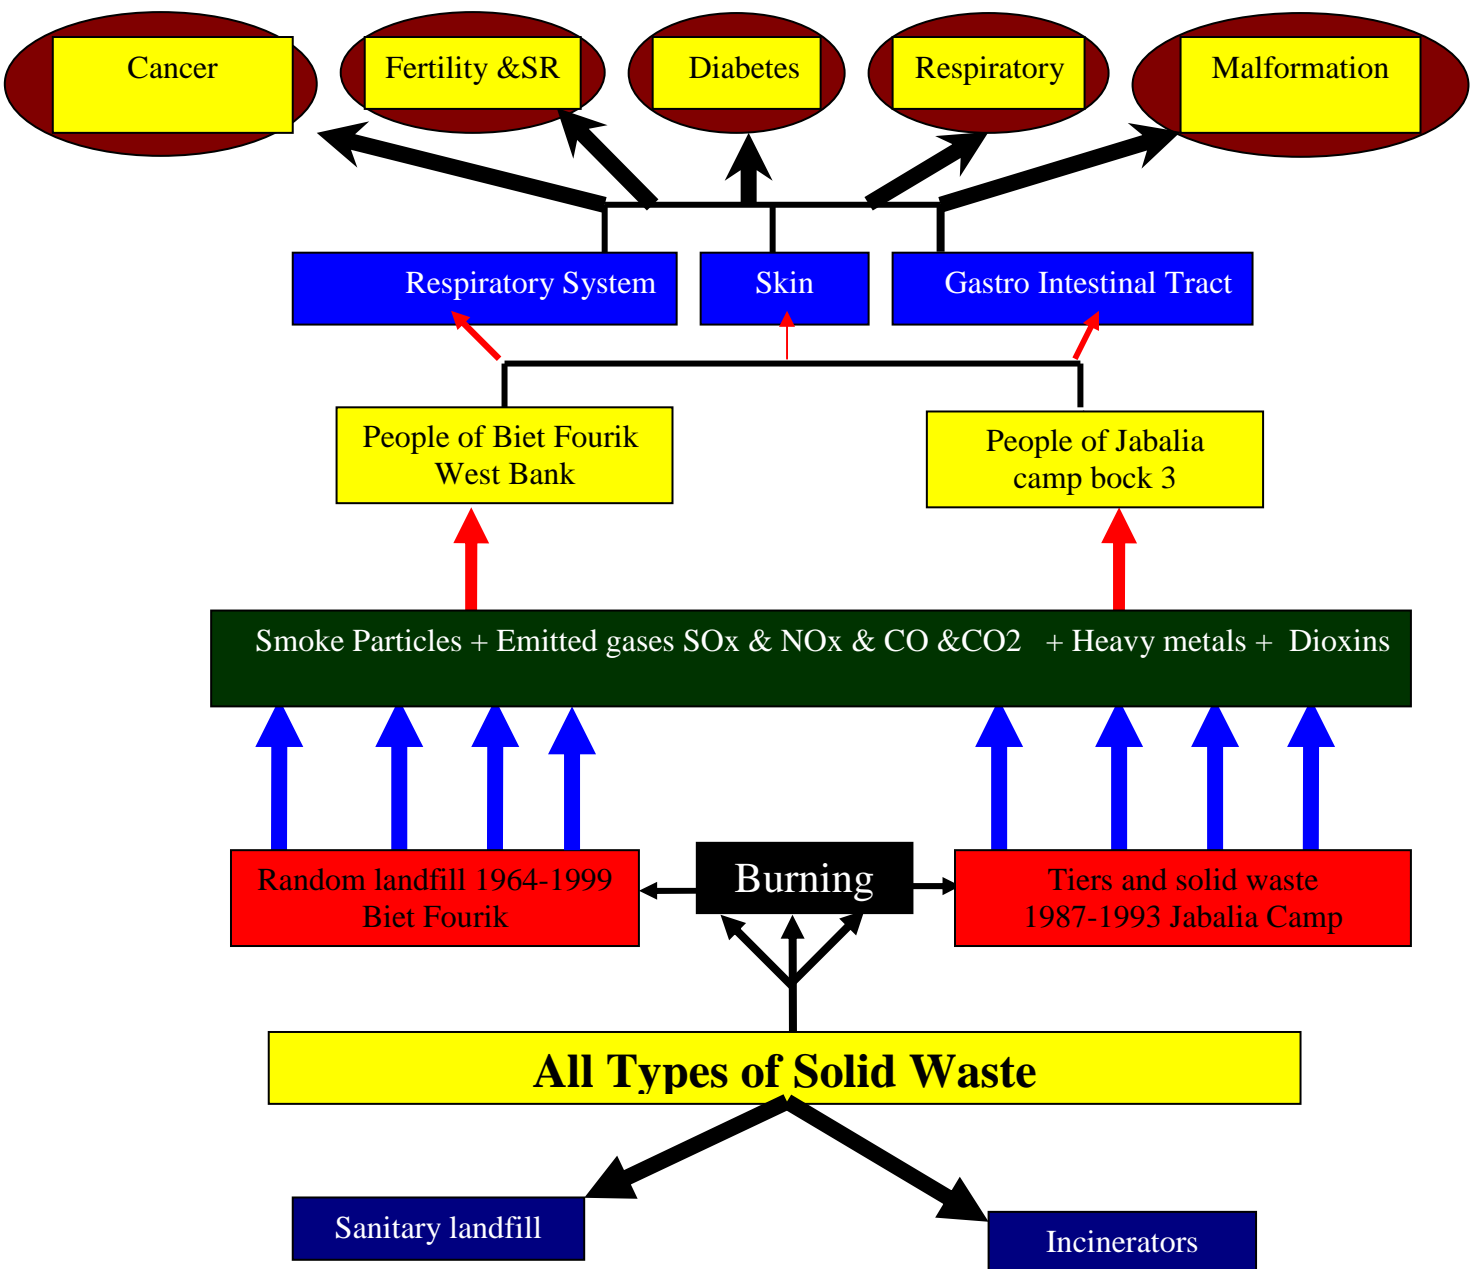 Cancer
Fertility &SR
Diabetes
Respiratory
Malformation
Respiratory System
Skin
Gastro Intestinal Tract
People of Biet Fourik
West Bank
People of Jabalia
camp bock 3
Smoke Particles + Emitted gases SOx & NOx & CO &CO2 + Heavy metals + Dioxins
Random landfill 1964-1999
Biet Fourik
Burning
Tiers and solid waste
1987-1993 Jabalia Camp
All Types of Solid Waste
Sanitary landfill
Incinerators